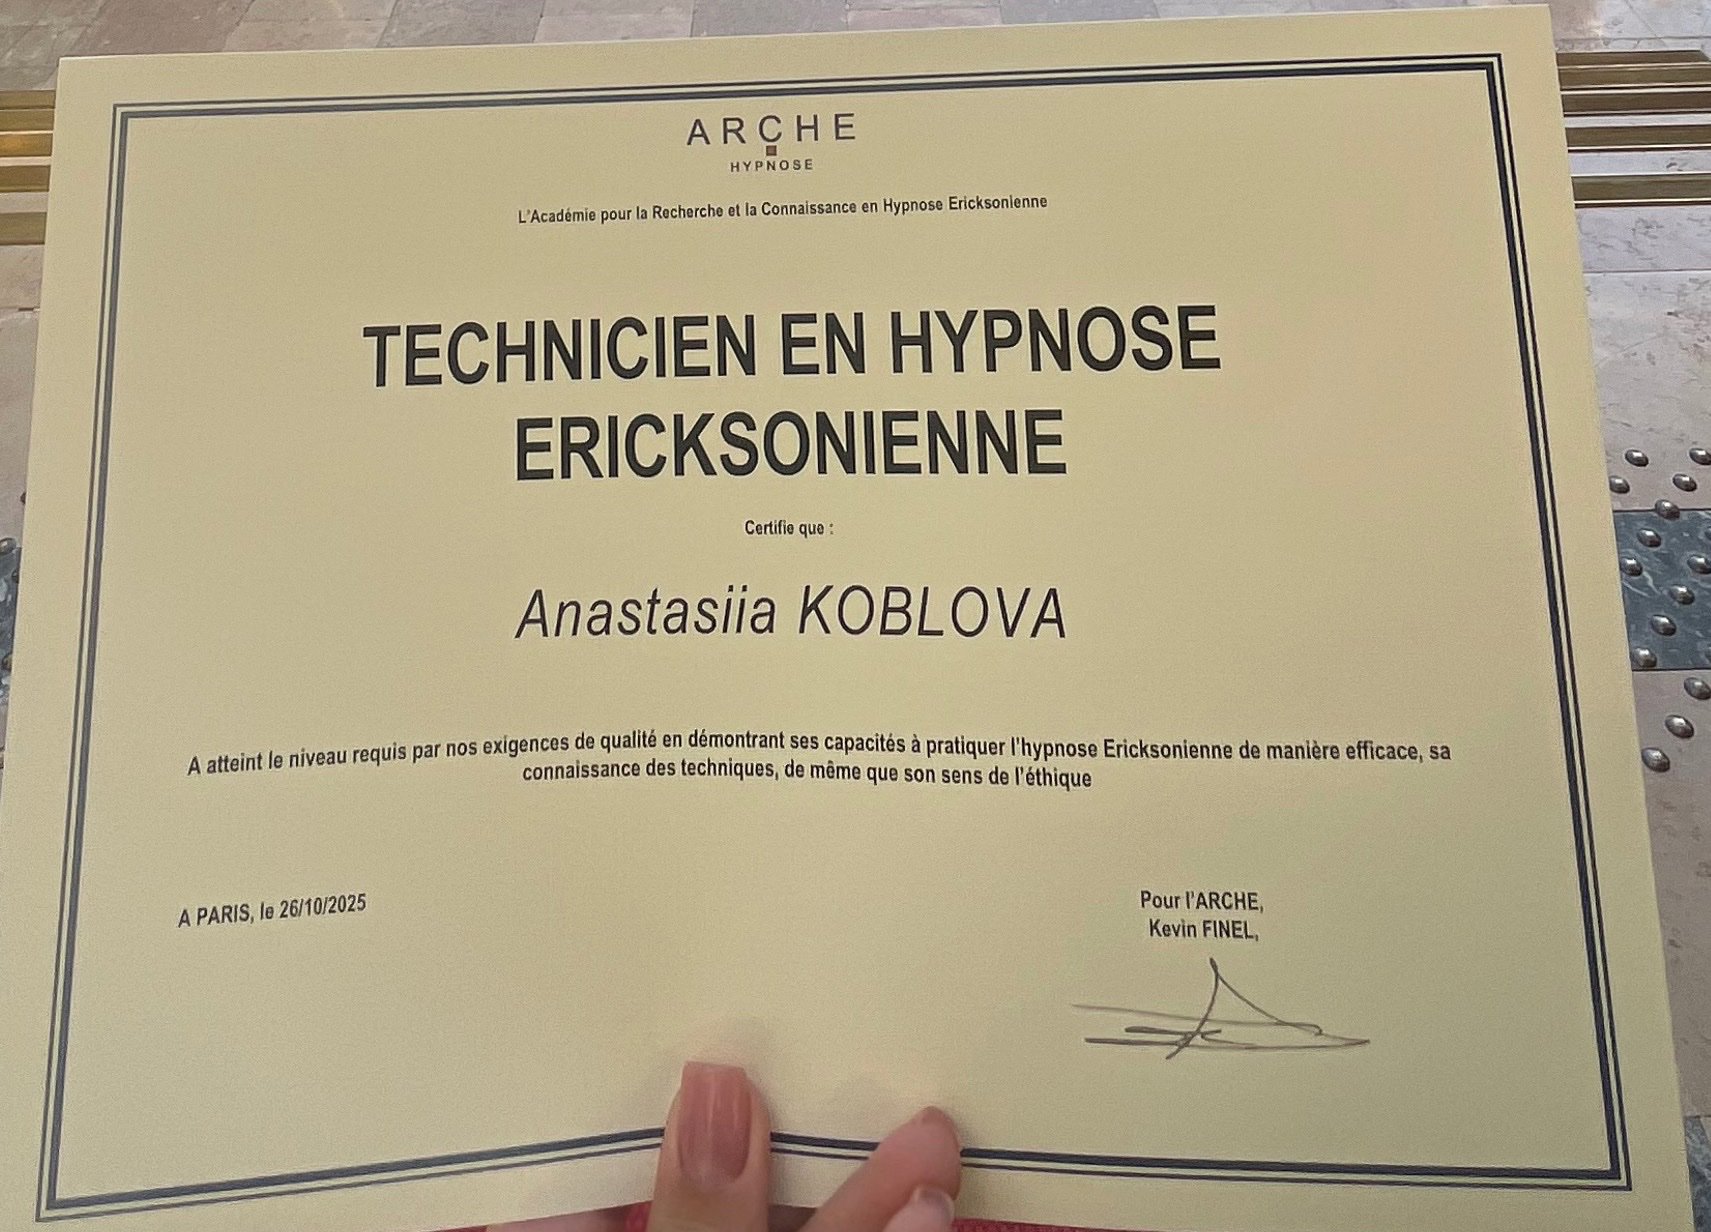 ARCHE
HYPNOSE
L'Académie pour la Recherche et la Connaissance en Hypnose Ericksonienne
TECHNICIEN EN HYPNOSE
ERICKSONIENNE
Certifie que :
Anastasiia KOBLOVA
A atteint le niveau requis par nos exigences de qualité en démontrant ses capacités à pratiquer l'hypnose Ericksonienne de manière efficace, sa
connaissance des techniques, de même que son sens de l'éthique
A PARIS, le 26/10/2025
Pour l'ARCHE,
Kevin FINEL,